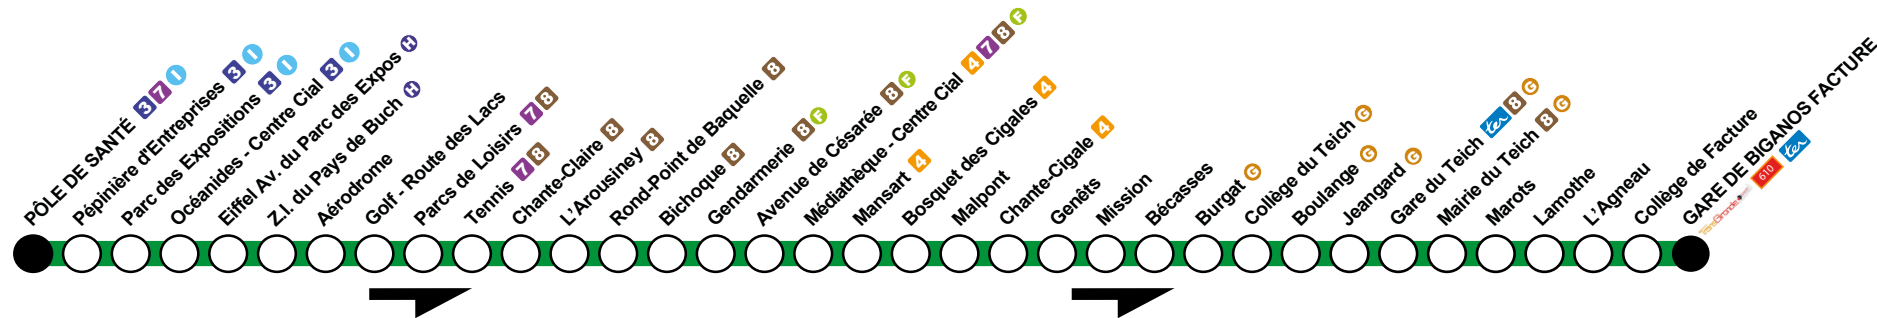 PÔLE DE SANTÉ 3 7 I
Pépinière d'Entreprises 3 I
Parc des Expositions 3 I
Océanides - Centre Cial 3 I
Eiffel Av. du Parc des Expos H
Z.I. du Pays de Buch H
Aérodrome
Golf - Route des Lacs
Parcs de Loisirs 7 8
Tennis 7 8
Chante-Claire 8
L'Arousiney 8
Rond-Point de Baquelle 8
Bichoque 8
Gendarmerie 8 F
Avenue de Césarée 8 F
Médiathèque - Centre Cial 4 7 8 F
Mansart 4
Bosquet des Cigales 4
Malpont
Chante-Cigale 4
Genêts
Mission
Bécasses
Burgat G
Collège du Teich G
Boulange G
Jeangard G
Gare du Teich ter 8 G
Mairie du Teich 8 G
Marots
Lamothe
L'Agneau
Collège de Facture
GARE DE BIGANOS FACTURE
transGironde 610 ter